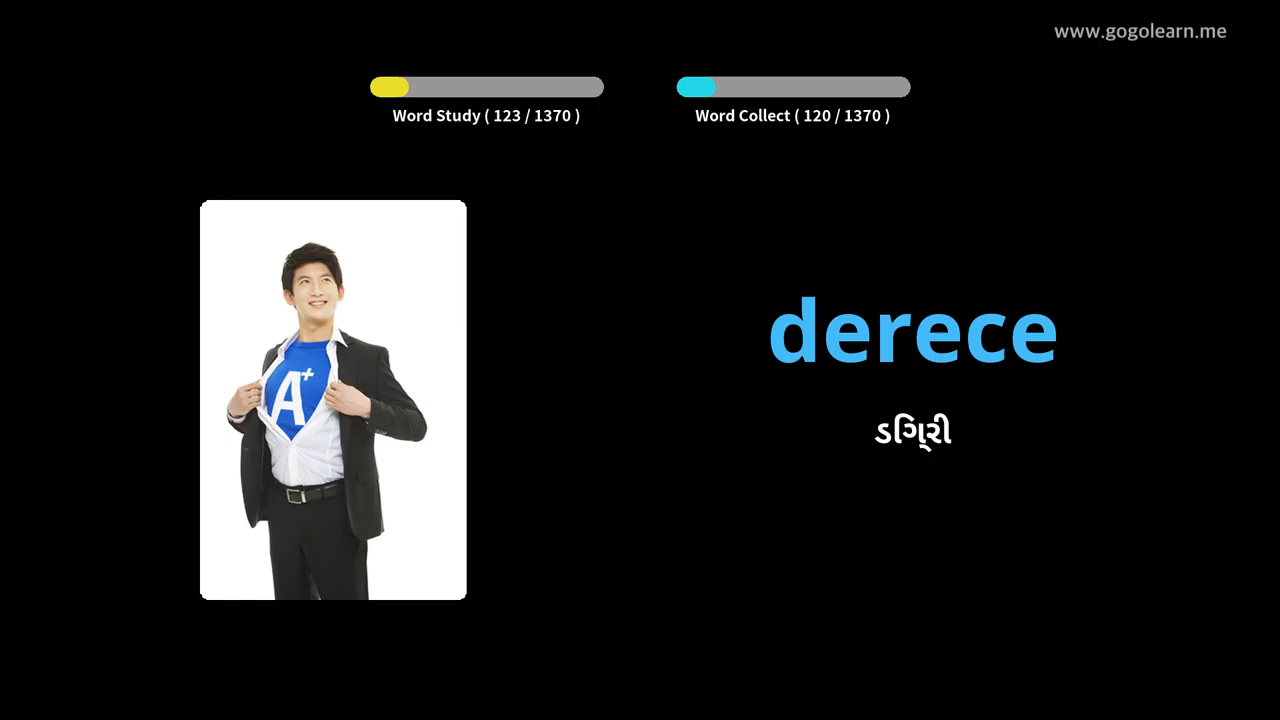 www.gogolearn.me
Word Study ( 123 / 1370 )
Word Collect ( 120 / 1370 )
A+
derece
ડિગ્રી